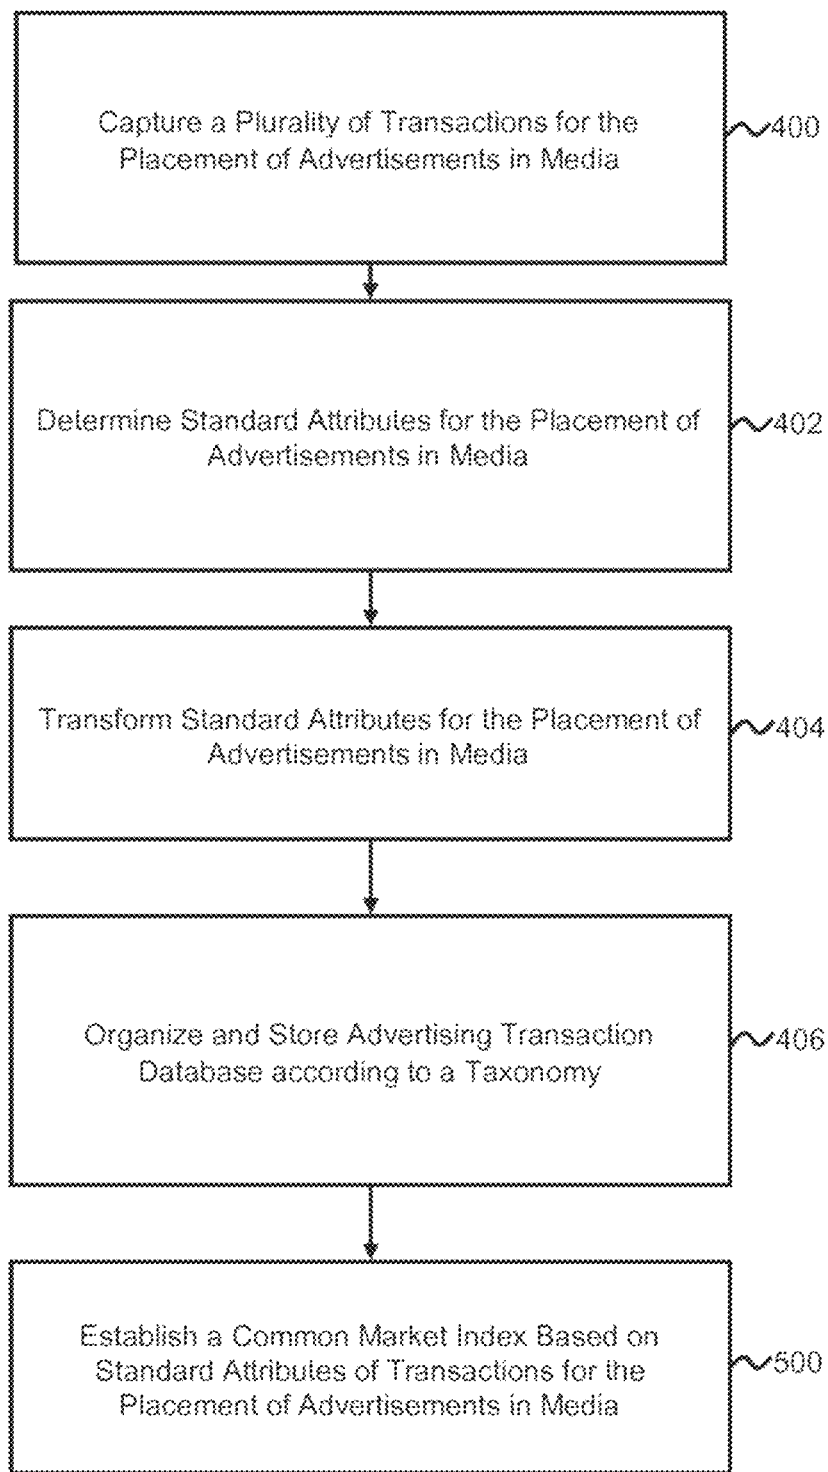 Capture a Plurality of Transactions for the
Placement of Advertisements in Media
400
Determine Standard Attributes for the Placement of
Advertisements in Media
402
Transform Standard Attributes for the Placement of
Advertisements in Media
404
Organize and Store Advertising Transaction
Database according to a Taxonomy
406
Establish a Common Market Index Based on
Standard Attributes of Transactions for the
Placement of Advertisements in Media
500